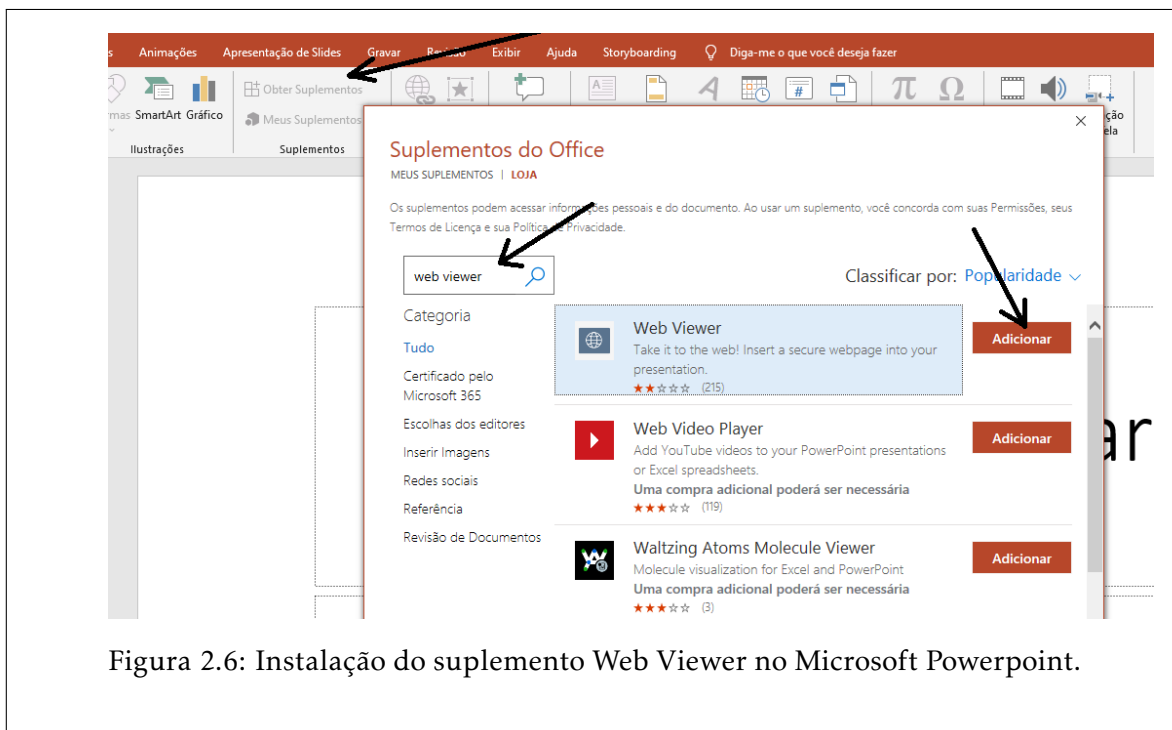 s Animações Apresentação de Slides Gravar Revisão Exibir Ajuda Storyboarding Diga-me o que você deseja fazer
Obter Suplementos
mas SmartArt Gráfico
Meus Suplementos
ção
ela
Ilustrações Suplementos
Suplementos do Office
MEUS SUPLEMENTOS | LOJA
Os suplementos podem acessar informações pessoais e do documento. Ao usar um suplemento, você concorda com suas Permissões, seus
Termos de Licença e sua Política de Privacidade.
web viewer
Classificar por: Popularidade
Categoria
Tudo
Certificado pelo
Microsoft 365
Escolhas dos editores
Inserir Imagens
Redes sociais
Referência
Revisão de Documentos
Web Viewer
Take it to the web! Insert a secure webpage into your
presentation.
(215)
Adicionar
Web Video Player
Add YouTube videos to your PowerPoint presentations
or Excel spreadsheets.
Uma compra adicional poderá ser necessária
(119)
Adicionar
Waltzing Atoms Molecule Viewer
Molecule visualization for Excel and PowerPoint
Uma compra adicional poderá ser necessária
(3)
Adicionar
ar
Figura 2.6: Instalação do suplemento Web Viewer no Microsoft Powerpoint.